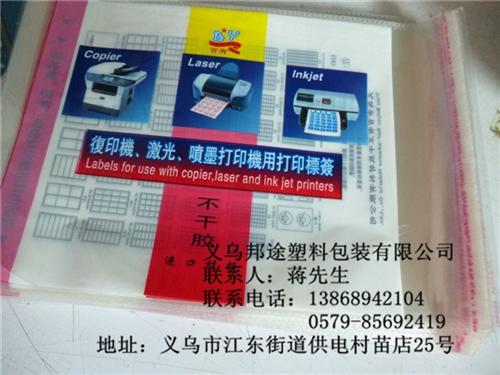 BY
百有
Copier
Laser
Inkjet
復印機、激光、噴墨打印機用打印標簽
Labels for use with copier,laser and ink jet printers
不干胶
进口
义乌邦途塑料包装有限公司
联系人：蒋先生
联系电话：13868942104
0579-85692419
地址：义乌市江东街道供电村苗店25号